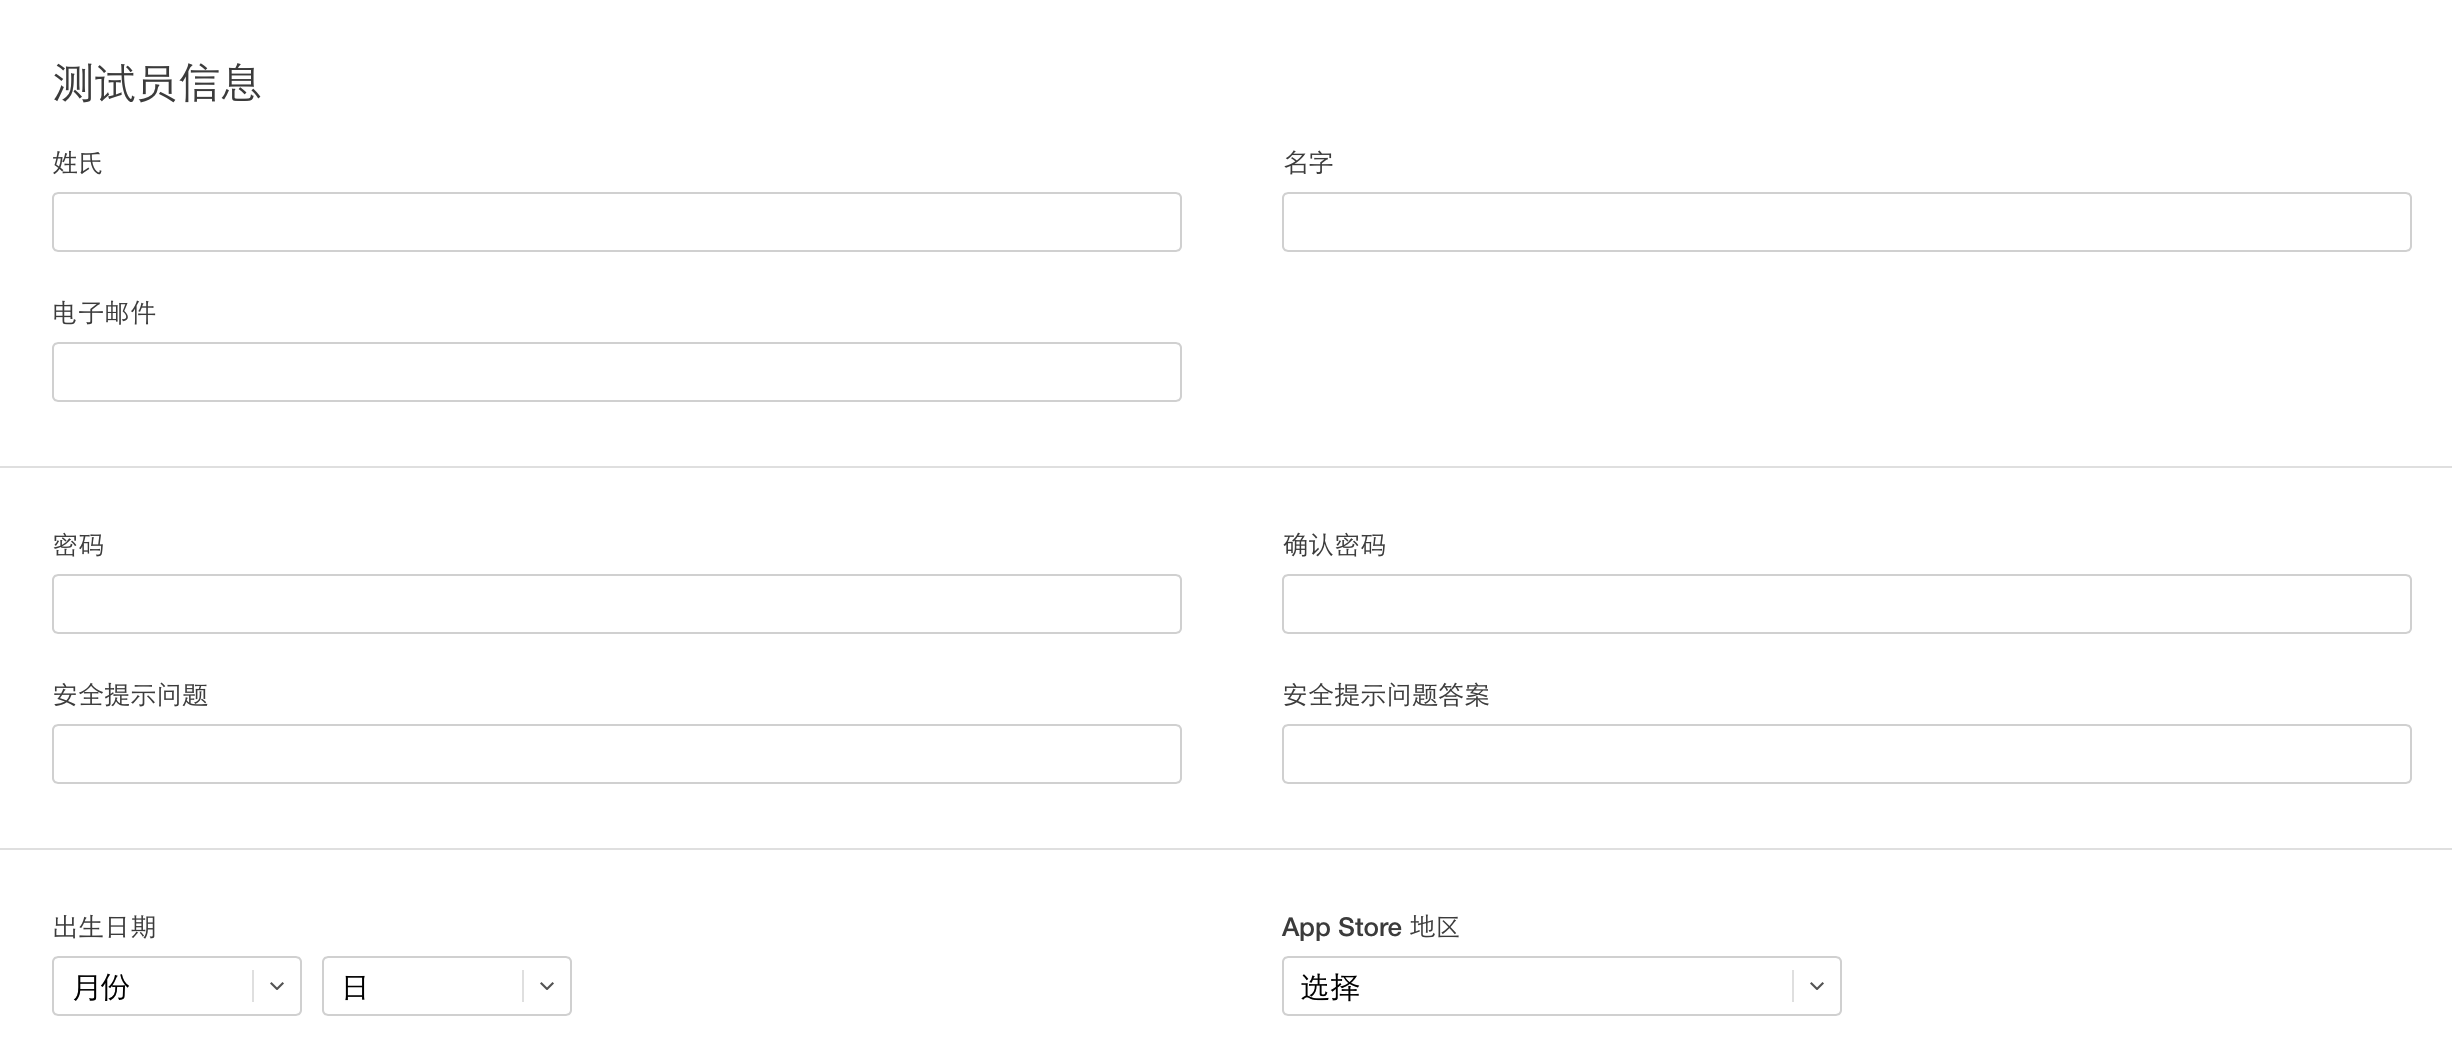 测试员信息
姓氏
名字
电子邮件
密码
确认密码
安全提示问题
安全提示问题答案
出生日期
App Store 地区
月份
日
选择